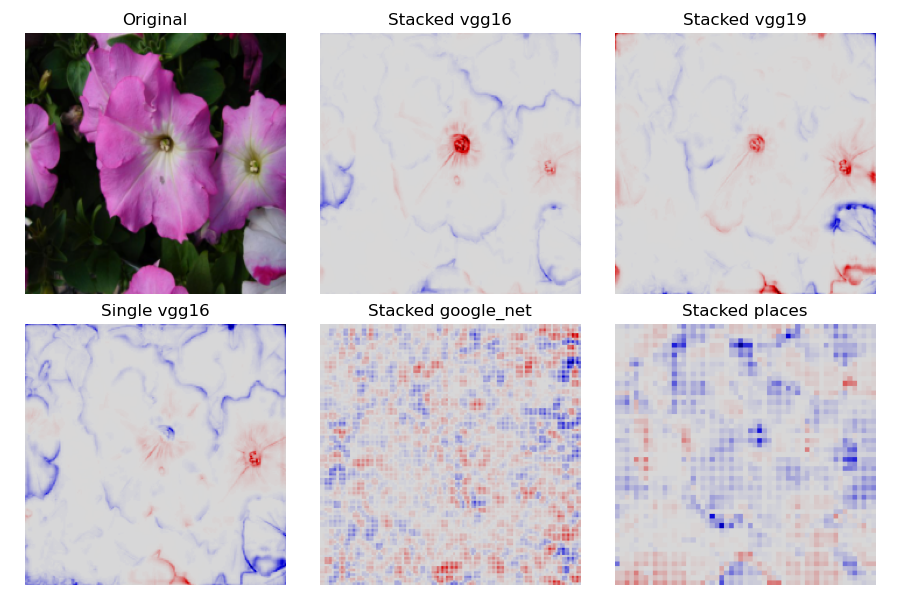 Original
Stacked vgg16
Stacked vgg19
Single vgg16
Stacked google_net
Stacked places